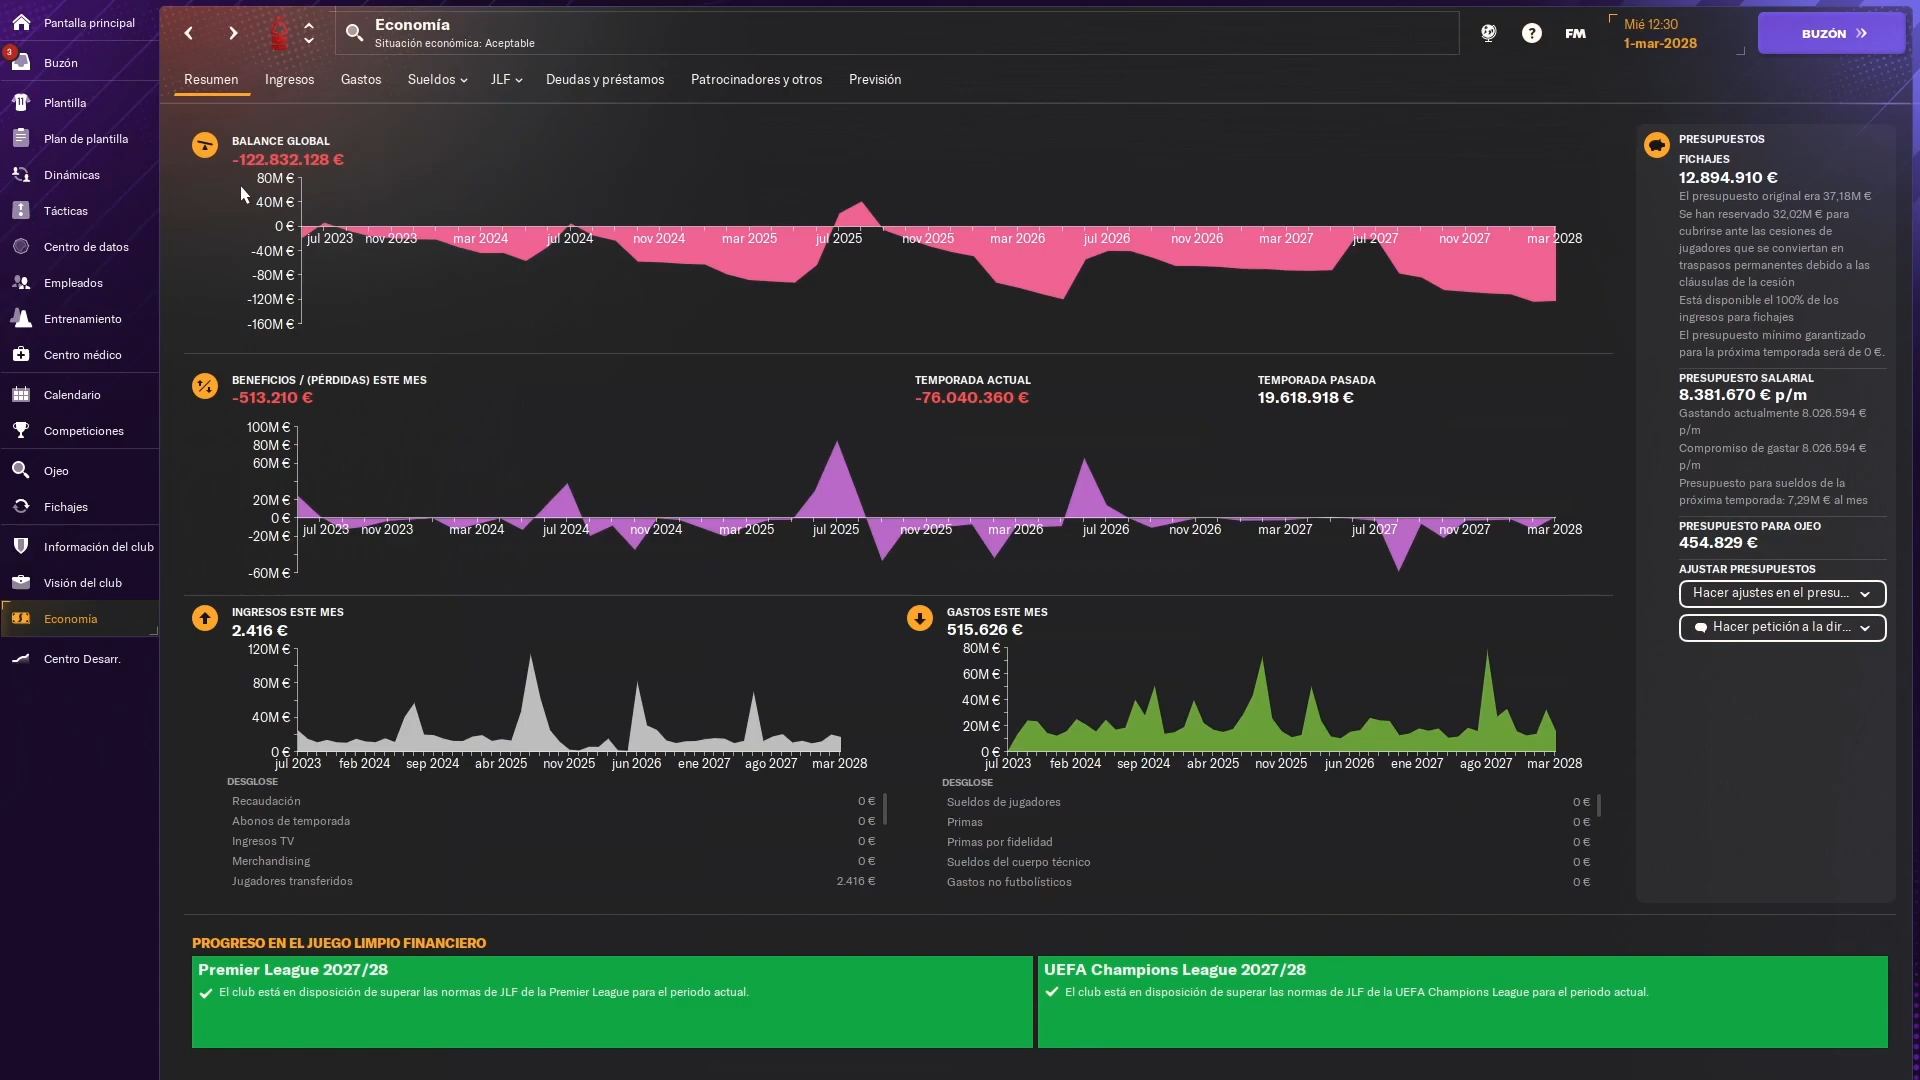 Pantalla principal
3
Buzón
Plantilla
Plan de plantilla
Dinámicas
Tácticas
Centro de datos
Empleados
Entrenamiento
Centro médico
Calendario
Competiciones
Ojeo
Fichajes
Información del club
Visión del club
Economía
Centro Desarr.
Economía
Situación económica: Aceptable
?
FM
Mié 12:30
1-mar-2028
BUZÓN
Resumen
Ingresos
Gastos
Sueldos
JLF
Deudas y préstamos
Patrocinadores y otros
Previsión
BALANCE GLOBAL
-122.832.128 €
80M €
40M €
0 €
-40M €
-80M €
-120M €
-160M €
jul 2023 nov 2023 mar 2024 jul 2024 nov 2024 mar 2025 jul 2025 nov 2025 mar 2026 jul 2026 nov 2026 mar 2027 jul 2027 nov 2027 mar 2028
BENEFICIOS / (PÉRDIDAS) ESTE MES
-513.210 €
TEMPORADA ACTUAL
-76.040.360 €
TEMPORADA PASADA
19.618.918 €
100M €
80M €
60M €
20M €
0 €
-20M €
-60M €
jul 2023 nov 2023 mar 2024 jul 2024 nov 2024 mar 2025 jul 2025 nov 2025 mar 2026 jul 2026 nov 2026 mar 2027 jul 2027 nov 2027 mar 2028
INGRESOS ESTE MES
2.416 €
120M €
80M €
40M €
0 €
jul 2023 feb 2024 sep 2024 abr 2025 nov 2025 jun 2026 ene 2027 ago 2027 mar 2028
DESGLOSE
Recaudación 0 €
Abonos de temporada 0 €
Ingresos TV 0 €
Merchandising 0 €
Jugadores transferidos 2.416 €
GASTOS ESTE MES
515.626 €
80M €
60M €
40M €
20M €
0 €
jul 2023 feb 2024 sep 2024 abr 2025 nov 2025 jun 2026 ene 2027 ago 2027 mar 2028
DESGLOSE
Sueldos de jugadores 0 €
Primas 0 €
Primas por fidelidad 0 €
Sueldos del cuerpo técnico 0 €
Gastos no futbolísticos 0 €
PRESUPUESTOS
FICHAJES
12.894.910 €
El presupuesto original era 37,18M €
Se han reservado 32,02M € para
cubrirse ante las cesiones de
jugadores que se conviertan en
traspasos permanentes debido a las
cláusulas de la cesión
Está disponible el 100% de los
ingresos para fichajes
El presupuesto mínimo garantizado
para la próxima temporada será de 0 €.
PRESUPUESTO SALARIAL
8.381.670 € p/m
Gastando actualmente 8.026.594 €
p/m
Compromiso de gastar 8.026.594 €
p/m
Presupuesto para sueldos de la
próxima temporada: 7,29M € al mes
PRESUPUESTO PARA OJEO
454.829 €
AJUSTAR PRESUPUESTOS
Hacer ajustes en el presu...
Hacer petición a la dir...
PROGRESO EN EL JUEGO LIMPIO FINANCIERO
Premier League 2027/28
El club está en disposición de superar las normas de JLF de la Premier League para el periodo actual.
UEFA Champions League 2027/28
El club está en disposición de superar las normas de JLF de la UEFA Champions League para el periodo actual.